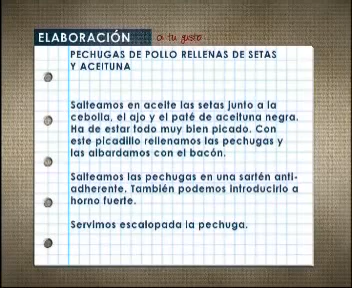 ELABORACIÓN a tu gusto
PECHUGAS DE POLLO RELLENAS DE SETAS
Y ACEITUNA
Salteamos en aceite las setas junto a la
cebolla, el ajo y el paté de aceituna negra.
Ha de estar todo muy bien picado. Con
este picadillo rellenamos las pechugas y
las albardamos con el bacón.
Salteamos las pechugas en una sartén anti-
adherente. También podemos introducirlo a
horno fuerte.
Servimos escalopada la pechuga.